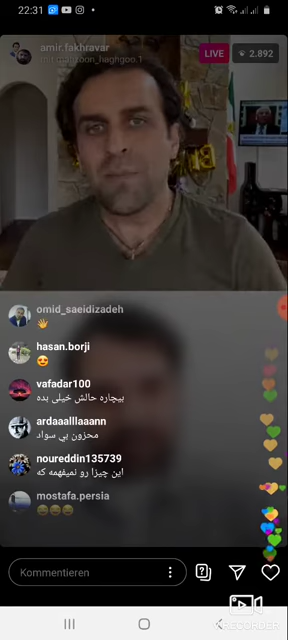 22:31
amir.fakhravar
LIVE
2.892
omid_saeidizadeh
👋
hasan.borji
😍
vafadar100
بیچاره حالش خیلی بده
ardaaalllaaann
محزون بي سواد
noureddin135739
این چیزا رو نمیفهمه که
mostafa.persia
😂😂😂
Kommentieren
RECORDER